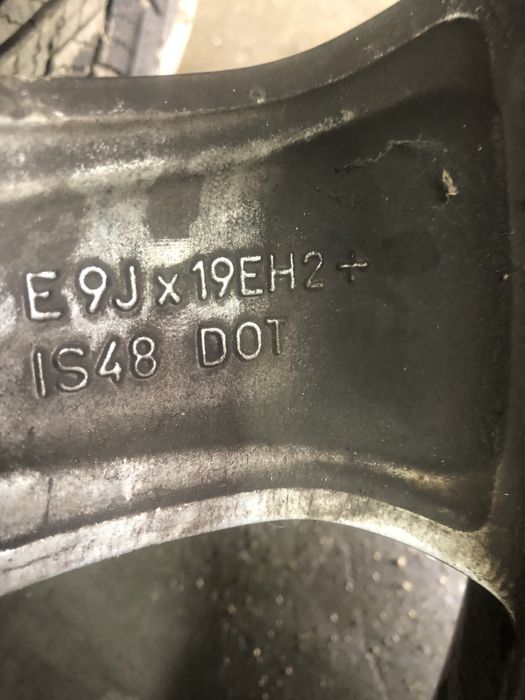 E 9J x 19EH2÷
IS48 DOT